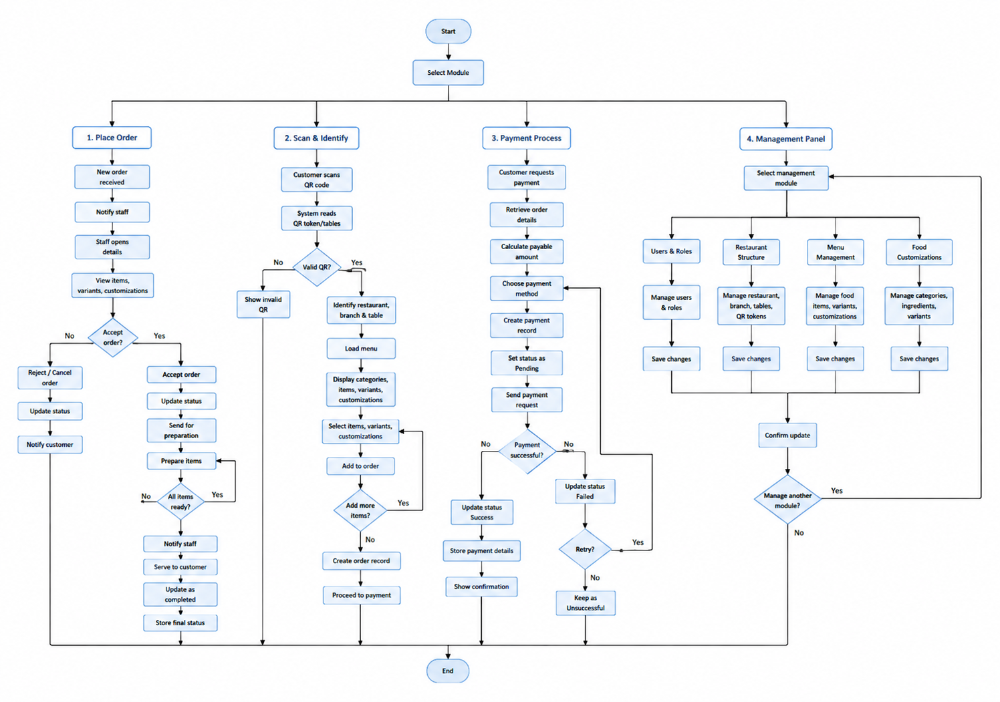 Start
Select Module
1. Place Order
New order
received
Notify staff
Staff opens
details
View items,
variants, customizations
Accept
order?
No
Yes
Reject / Cancel
order
Update status
Notify customer
Accept order
Update status
Send for
preparation
Prepare items
All items
ready?
No
Yes
Notify staff
Serve to customer
Update as
completed
Store final status
2. Scan & Identify
Customer scans
QR code
System reads
QR token/tables
Valid QR?
No
Yes
Show invalid
QR
Identify restaurant,
branch & table
Load menu
Display categories,
items, variants,
customizations
Select items, variants,
customizations
Add to order
Add more
items?
Yes
No
Create order record
Proceed to payment
3. Payment Process
Customer requests
payment
Retrieve order
details
Calculate payable
amount
Choose payment
method
Create payment
record
Set status as
Pending
Send payment
request
Payment
successful?
No
No
Update status
Success
Store payment details
Show confirmation
Update status
Failed
Retry?
Yes
No
Keep as
Unsuccessful
4. Management Panel
Select management
module
Users & Roles
Manage users
& roles
Save changes
Restaurant
Structure
Manage restaurant,
branch, tables,
QR tokens
Save changes
Menu
Management
Manage food
items, variants,
customizations
Save changes
Food
Customizations
Manage categories,
ingredients,
variants
Save changes
Confirm update
Manage another
module?
Yes
No
End